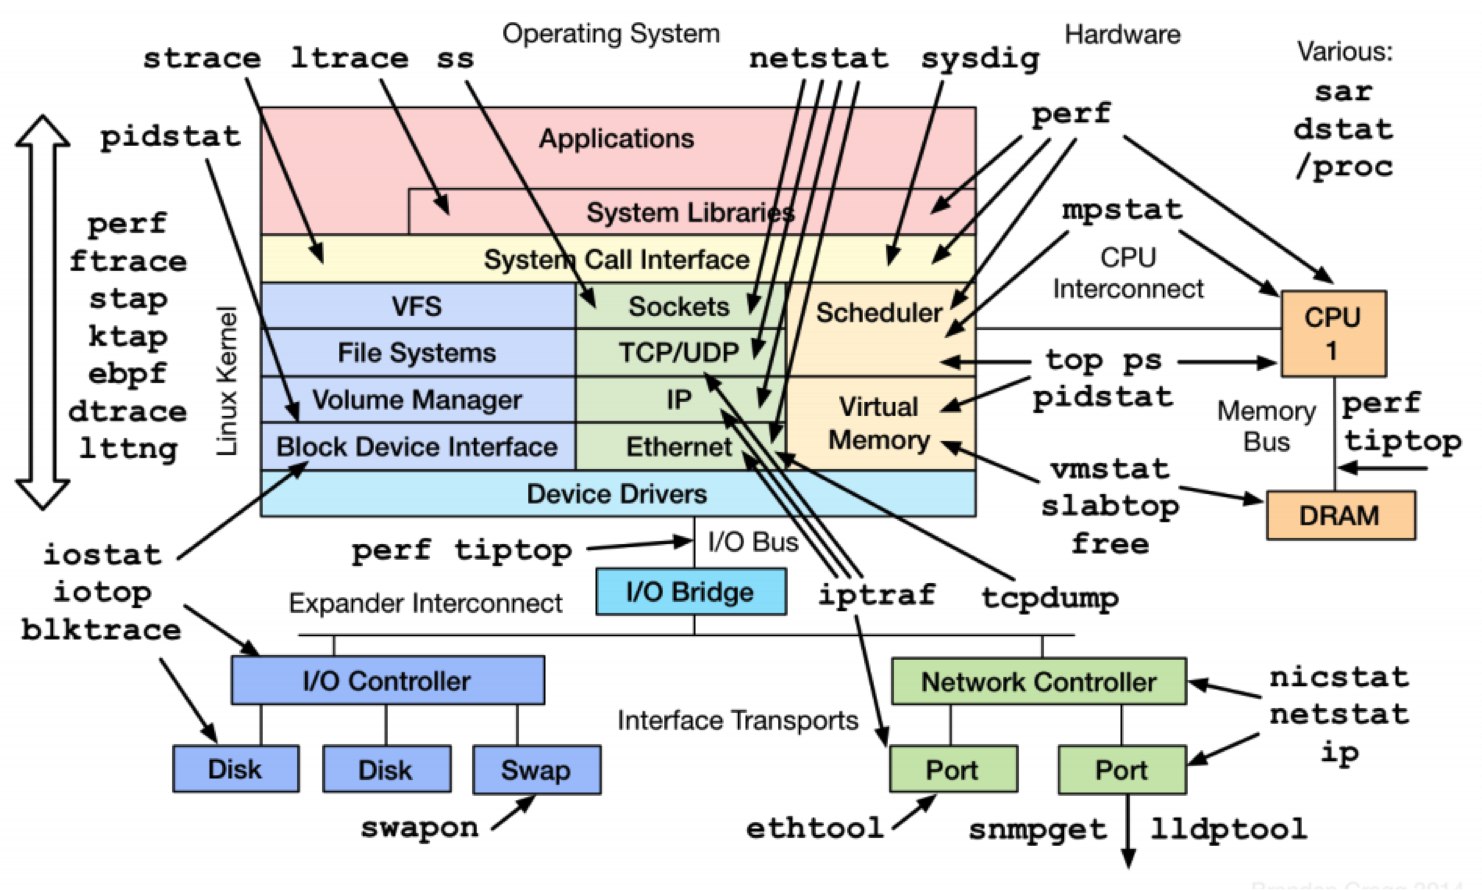 Operating System
Hardware
strace ltrace ss
netstat sysdig
Various:
sar
dstat
/proc
perf
pidstat
Applications
System Libraries
mpstat
perf
ftrace
stap
ktap
ebpf
dtrace
lttng
Linux Kernel
System Call Interface
CPU
Interconnect
VFS
Sockets
Scheduler
CPU
1
File Systems
TCP/UDP
top ps
pidstat
Volume Manager
IP
Virtual
Memory
Memory
Bus
perf
tiptop
Block Device Interface
Ethernet
vmstat
slabtop
free
Device Drivers
DRAM
iostat
iotop
blktrace
perf tiptop
I/O Bus
I/O Bridge
Expander Interconnect
iptraf
tcpdump
I/O Controller
Network Controller
nicstat
netstat
ip
Interface Transports
Disk
Disk
Swap
Port
Port
swapon
ethtool
snmpget
lldptool